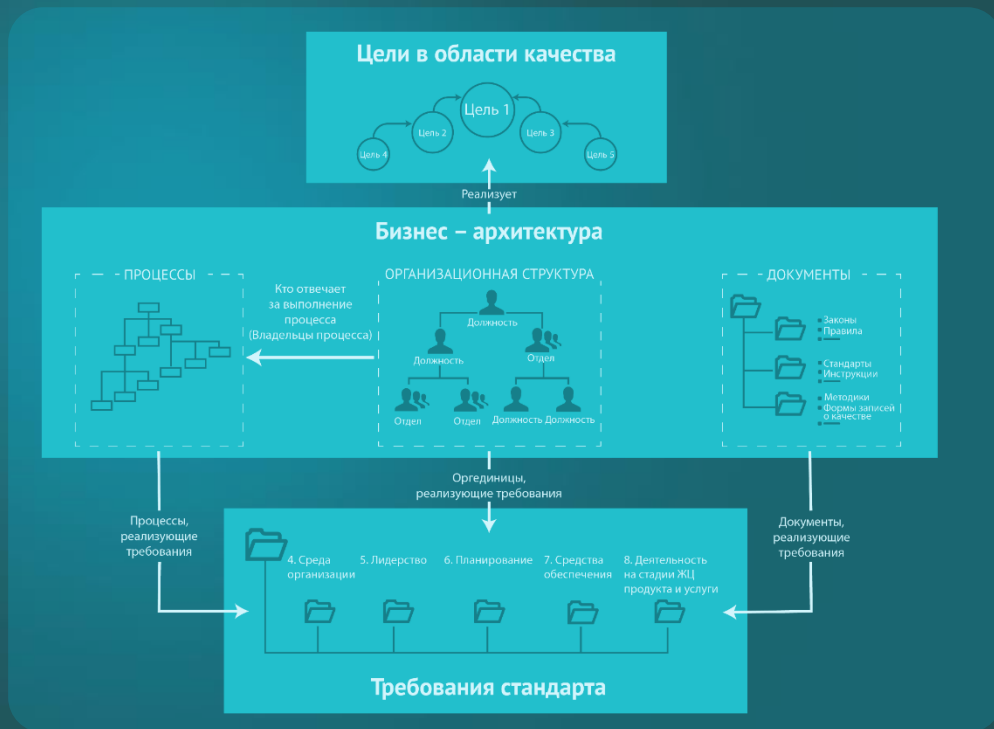 Цели в области качества
Цель 1
Цель 2
Цель 3
Цель 4
Цель 5
Реализует
Бизнес – архитектура
ПРОЦЕССЫ
Кто отвечает
за выполнение
процесса
(Владельцы процесса)
ОРГАНИЗАЦИОННАЯ СТРУКТУРА
Должность
Должность
Отдел
Отдел
Отдел
Должность
Должность
ДОКУМЕНТЫ
Законы
Правила
Стандарты
Инструкции
Методики
Формы записей
о качестве
Оргединицы,
реализующие требования
Процессы,
реализующие
требования
Документы,
реализующие
требования
4. Среда
организации
5. Лидерство
6. Планирование
7. Средства
обеспечения
8. Деятельность
на стадии ЖЦ
продукта и услуги
Требования стандарта